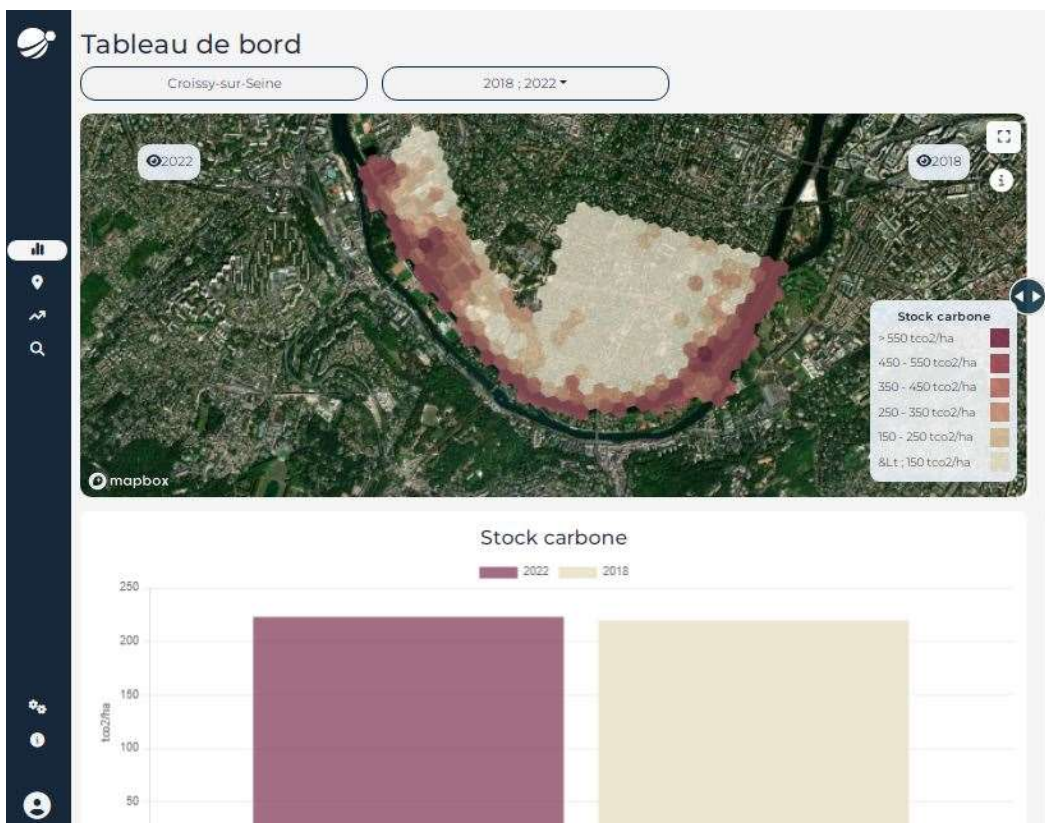 Tableau de bord
Croissy-sur-Seine
2018 ; 2022
2022
2018
Stock carbone
> 550 tco2/ha
450 - 550 tco2/ha
350 - 450 tco2/ha
250 - 350 tco2/ha
150 - 250 tco2/ha
&Lt ; 150 tco2/ha
mapbox
Stock carbone
2022 2018
250
200
150
100
50
tco2/ha